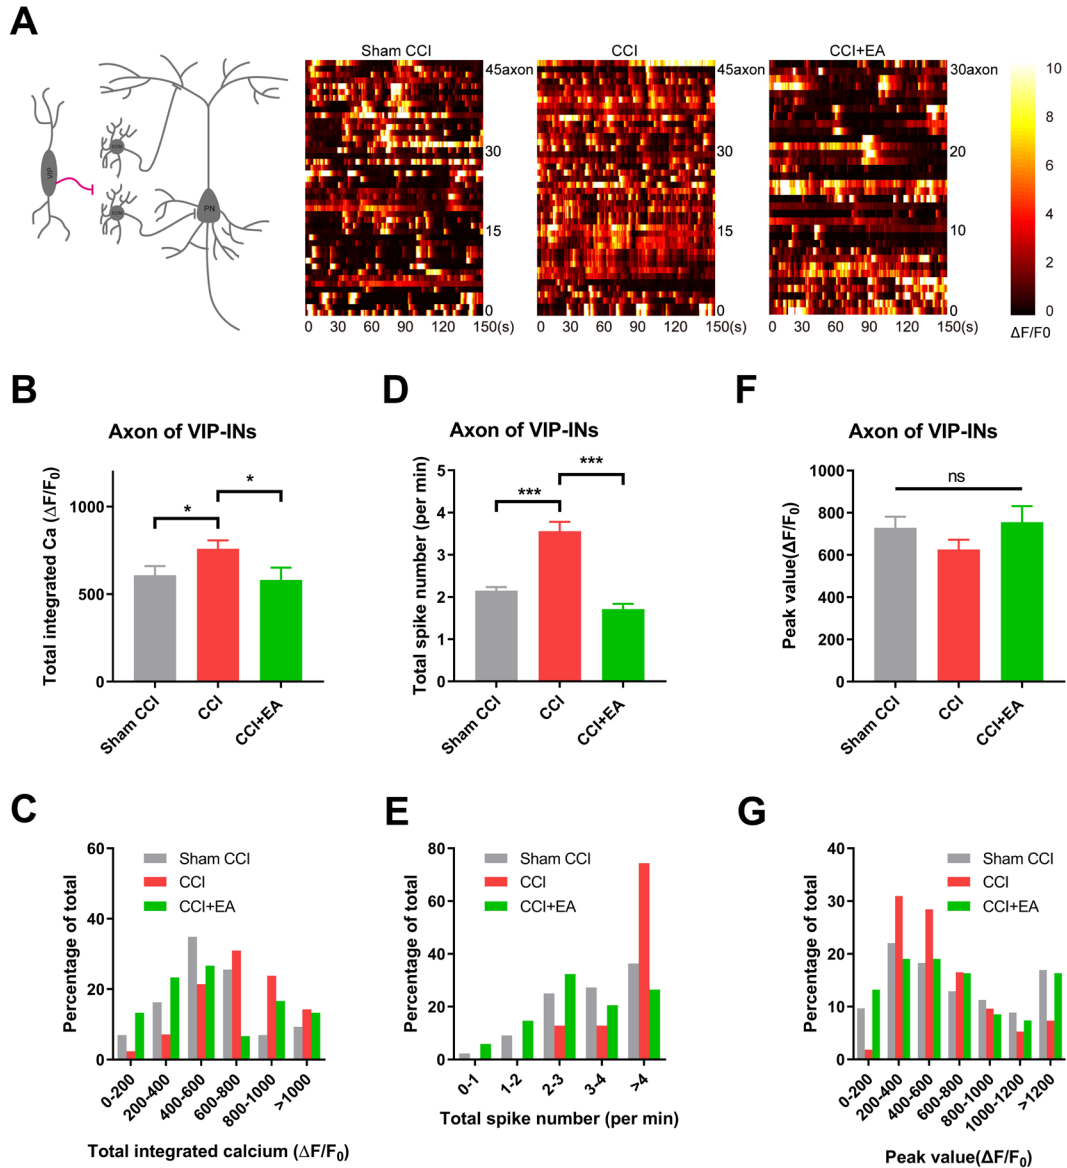 A
Sham CCI
CCI
CCI+EA
VIP
SOM
SOM
PN
45axon
30
15
0
0 30 60 90 120 150(s)
45axon
30
15
0
0 30 60 90 120 150(s)
30axon
20
10
0
0 30 60 90 120 150(s)
10
8
6
4
2
0
ΔF/F0
B
Axon of VIP-INs
Total integrated Ca (ΔF/F0)
1000
500
0
*
*
Sham CCI
CCI
CCI+EA
D
Axon of VIP-INs
Total spike number (per min)
5
4
3
2
1
0
***
***
Sham CCI
CCI
CCI+EA
F
Axon of VIP-INs
Peak value(ΔF/F0)
1000
800
600
400
200
0
ns
Sham CCI
CCI
CCI+EA
C
Percentage of total
60
40
20
0
Sham CCI
CCI
CCI+EA
0-200
200-400
400-600
600-800
800-1000
>1000
Total integrated calcium (ΔF/F0)
E
Percentage of total
80
60
40
20
0
Sham CCI
CCI
CCI+EA
0-1
1-2
2-3
3-4
>4
Total spike number (per min)
G
Percentage of total
40
30
20
10
0
Sham CCI
CCI
CCI+EA
0-200
200-400
400-600
600-800
800-1000
1000-1200
>1200
Peak value(ΔF/F0)